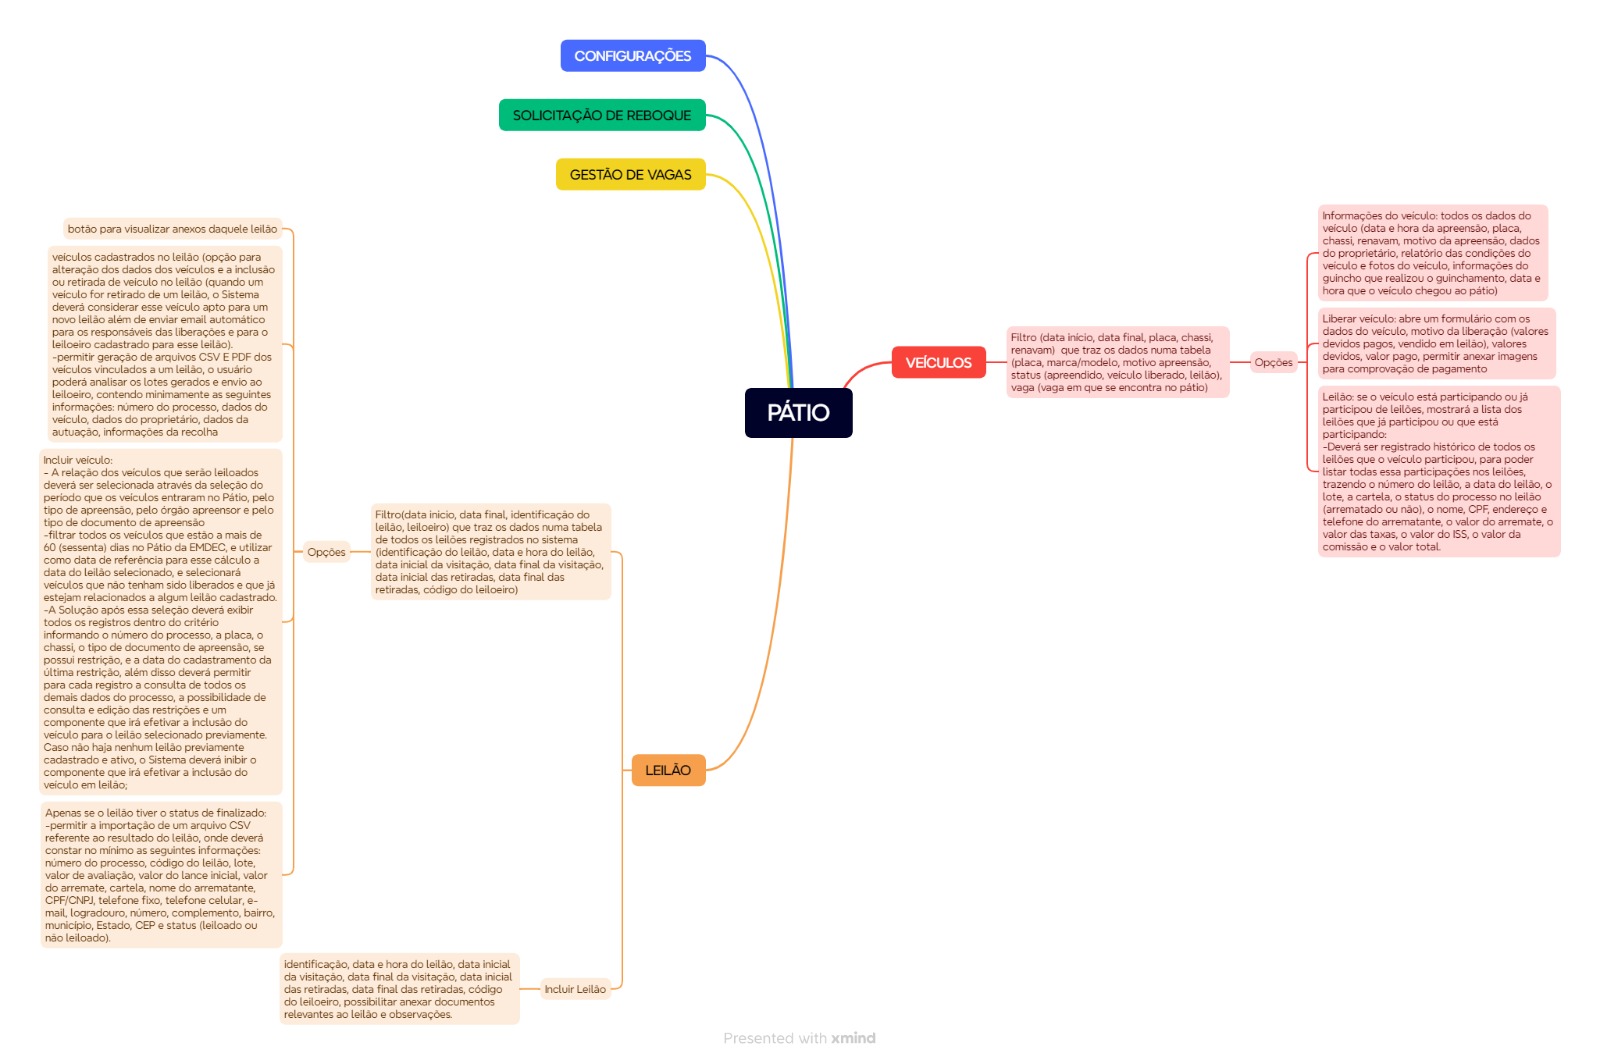 CONFIGURAÇÕES
SOLICITAÇÃO DE REBOQUE
GESTÃO DE VAGAS
PÁTIO
VEÍCULOS
Filtro (data início, data final, placa, chassi,
renavam)  que traz os dados numa tabela
(placa, marca/modelo, motivo apreensão,
status (apreendido, veículo liberado, leilão),
vaga (vaga em que se encontra no pátio)
Opções
Informações do veículo: todos os dados do
veículo (data e hora da apreensão, placa,
chassi, renavam, motivo da apreensão, dados
do proprietário, relatório das condições do
veículo e fotos do veículo, informações do
guincho que realizou o guinchamento, data e
hora que o veículo chegou ao pátio)
Liberar veículo: abre um formulário com os
dados do veículo, motivo da liberação (valores
devidos pagos, vendido em leilão), valores
devidos, valor pago, permitir anexar imagens
para comprovação de pagamento
Leilão: se o veículo está participando ou já
participou de leilões, mostrará a lista dos
leilões que já participou ou que está
participando:
-Deverá ser registrado histórico de todos os
leilões que o veículo participou, para poder
listar todas essa participações nos leilões,
trazendo o número do leilão, a data do leilão, o
lote, a cartela, o status do processo no leilão
(arrematado ou não), o nome, CPF, endereço e
telefone do arrematante, o valor do arremate, o
valor das taxas, o valor do ISS, o valor da
comissão e o valor total.
LEILÃO
Filtro(data inicio, data final, identificação do
leilão, leiloeiro) que traz os dados numa tabela
de todos os leilões registrados no sistema
(identificação do leilão, data e hora do leilão,
data inicial da visitação, data final da visitação,
data inicial das retiradas, data final das
retiradas, código do leiloeiro)
Opções
botão para visualizar anexos daquele leilão
veículos cadastrados no leilão (opção para
alteração dos dados dos veículos e a inclusão
ou retirada de veículo no leilão (quando um
veículo for retirado de um leilão, o Sistema
deverá considerar esse veículo apto para um
novo leilão além de enviar email automático
para os responsáveis das liberações e para o
leiloeiro cadastrado para esse leilão).
-permitir geração de arquivos CSV E PDF dos
veículos vinculados a um leilão, o usuário
poderá analisar os lotes gerados e envio ao
leiloeiro, contendo minimamente as seguintes
informações: número do processo, dados do
veículo, dados do proprietário, dados da
autuação, informações da recolha
Incluir veículo:
- A relação dos veículos que serão leiloados
deverá ser selecionada através da seleção do
período que os veículos entraram no Pátio, pelo
tipo de apreensão, pelo órgão apreensor e pelo
tipo de documento de apreensão
-filtrar todos os veículos que estão a mais de
60 (sessenta) dias no Pátio da EMDEC, e utilizar
como data de referência para esse cálculo a
data do leilão selecionado, e selecionará
veículos que não tenham sido liberados e que já
estejam relacionados a algum leilão cadastrado.
-A Solução após essa seleção deverá exibir
todos os registros dentro do critério
informando o número do processo, a placa, o
chassi, o tipo de documento de apreensão, se
possui restrição, e a data do cadastramento da
última restrição, além disso deverá permitir
para cada registro a consulta de todos os
demais dados do processo, a possibilidade de
consulta e edição das restrições e um
componente que irá efetivar a inclusão do
veículo para o leilão selecionado previamente.
Caso não haja nenhum leilão previamente
cadastrado e ativo, o Sistema deverá inibir o
componente que irá efetivar a inclusão do
veículo em leilão;
Apenas se o leilão tiver o status de finalizado:
-permitir a importação de um arquivo CSV
referente ao resultado do leilão, onde deverá
constar no mínimo as seguintes informações:
número do processo, código do leilão, lote,
valor de avaliação, valor do lance inicial, valor
do arremate, cartela, nome do arrematante,
CPF/CNPJ, telefone fixo, telefone celular, e-
mail, logradouro, número, complemento, bairro,
município, Estado, CEP e status (leiloado ou
não leiloado).
Incluir Leilão
identificação, data e hora do leilão, data inicial
da visitação, data final da visitação, data inicial
das retiradas, data final das retiradas, código
do leiloeiro, possibilitar anexar documentos
relevantes ao leilão e observações.
Presented with xmind